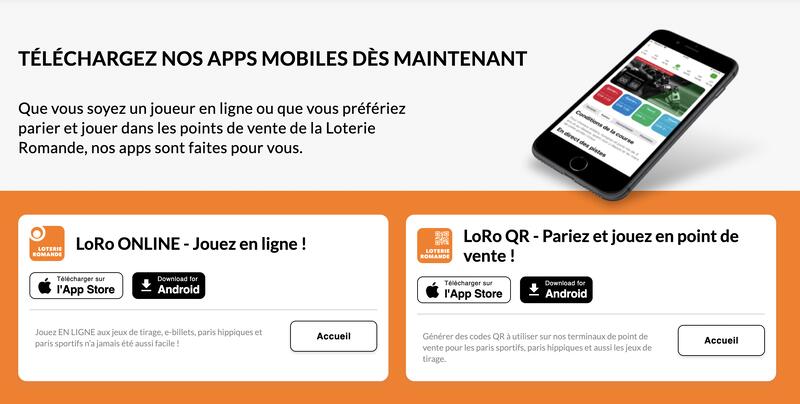 TÉLÉCHARGEZ NOS APPS MOBILES DÈS MAINTENANT
Que vous soyez un joueur en ligne ou que vous préfériez
parier et jouer dans les points de vente de la Loterie
Romande, nos apps sont faites pour vous.
Conditions de la course
En direct des pistes
LOTERIE
ROMANDE
LoRo ONLINE - Jouez en ligne !
Télécharger sur
l'App Store
Download for
Android
Jouez EN LIGNE aux jeux de tirage, e-billets, paris hippiques et
paris sportifs n'a jamais été aussi facile !
Accueil
LOTERIE
ROMANDE
LoRo QR - Pariez et jouez en point de
vente !
Télécharger sur
l'App Store
Download for
Android
Générer des codes QR à utiliser sur nos terminaux de point de
vente pour les paris sportifs, paris hippiques et aussi les jeux de
tirage.
Accueil